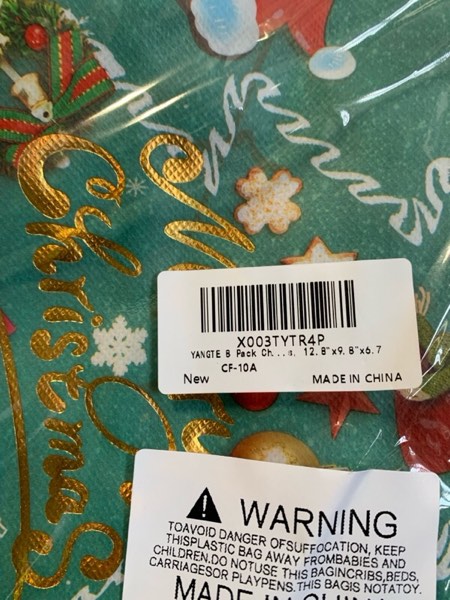 Merry
Christmas
X003TYTR4P
YANGTE 8 Pack Ch...s, 12.8"x9.8"x6.7
CF-10A
New MADE IN CHINA
WARNING
TOAVOID DANGER OFSUFFOCATION, KEEP
THISPLASTIC BAG AWAY FROMBABIES AND
CHILDREN.DO NOTUSE THIS BAGINCRIBS,BEDS,
CARRIAGESOR PLAYPENS.THIS BAGIS NOTATOY.
MADE IN CHINA